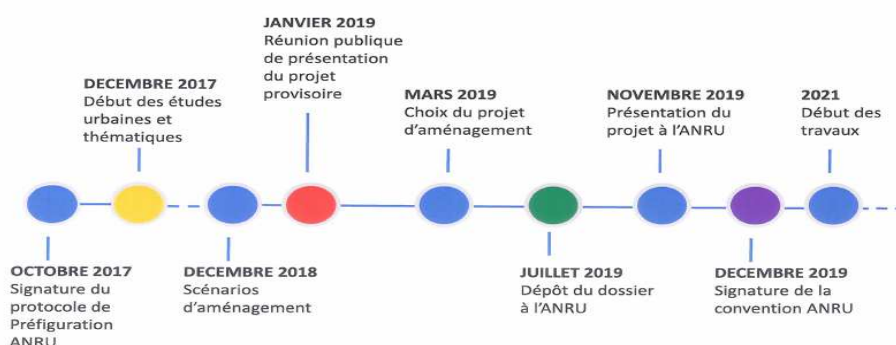 OCTOBRE 2017
Signature du
protocole de
Préfiguration
ANRU
DECEMBRE 2017
Début des études
urbaines et
thématiques
DECEMBRE 2018
Scénarios
d'aménagement
JANVIER 2019
Réunion publique
de présentation
du projet
provisoire
MARS 2019
Choix du projet
d'aménagement
JUILLET 2019
Dépôt du dossier
à l'ANRU
NOVEMBRE 2019
Présentation du
projet à l'ANRU
DECEMBRE 2019
Signature de la
convention ANRU
2021
Début des
travaux